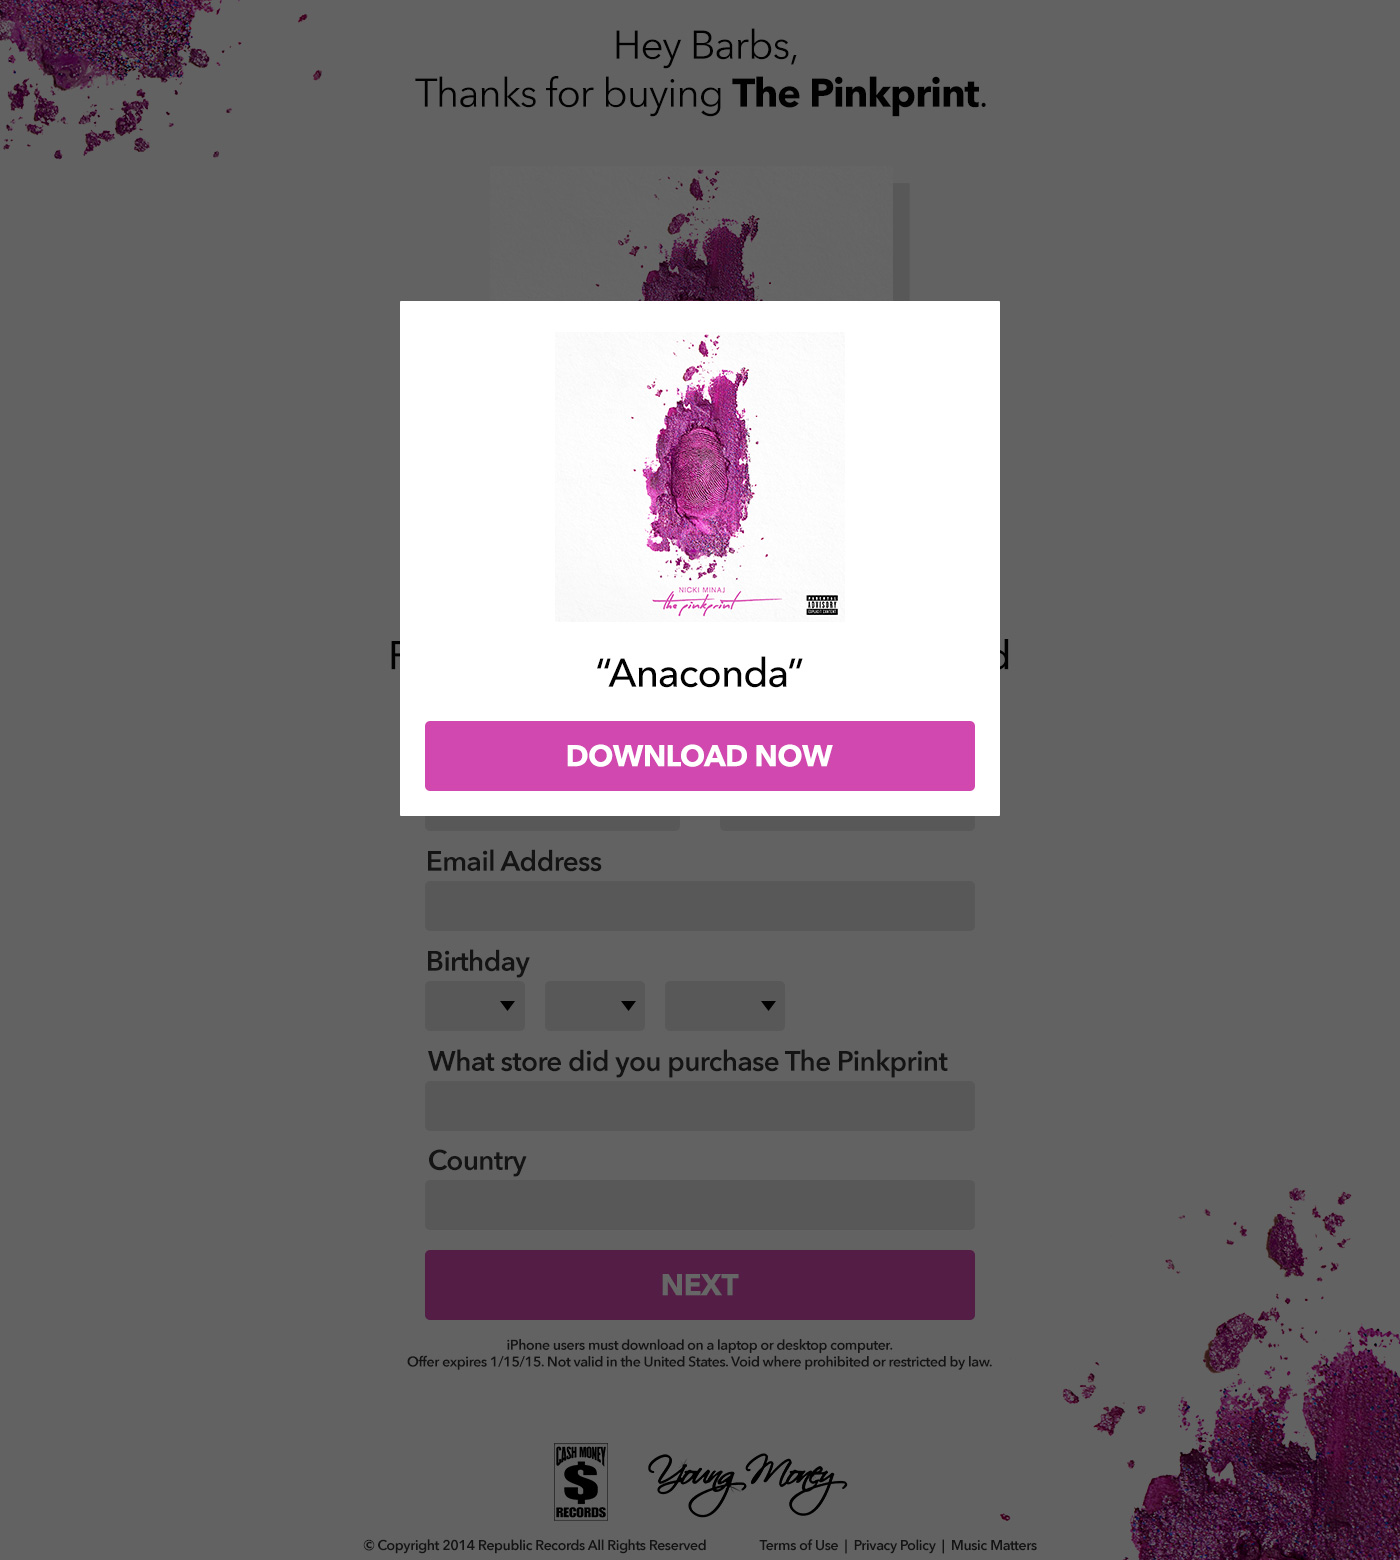 Hey Barbs,
Thanks for buying The Pinkprint.
NICKI MINAJ
the pinkprint
PARENTAL
ADVISORY
EXPLICIT CONTENT
“Anaconda”
DOWNLOAD NOW
Email Address
Birthday
What store did you purchase The Pinkprint
Country
NEXT
iPhone users must download on a laptop or desktop computer.
Offer expires 1/15/15. Not valid in the United States. Void where prohibited or restricted by law.
CASH MONEY
$
RECORDS
Young Money
© Copyright 2014 Republic Records All Rights Reserved
Terms of Use | Privacy Policy | Music Matters